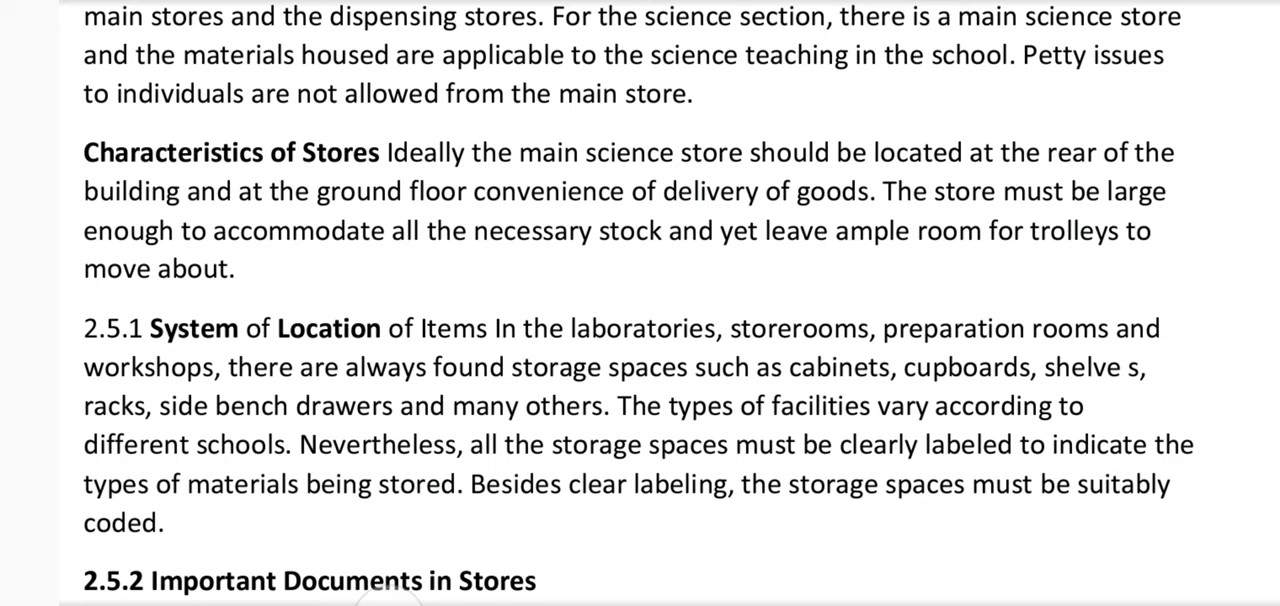 main stores and the dispensing stores. For the science section, there is a main science store
and the materials housed are applicable to the science teaching in the school. Petty issues
to individuals are not allowed from the main store.
Characteristics of Stores Ideally the main science store should be located at the rear of the
building and at the ground floor convenience of delivery of goods. The store must be large
enough to accommodate all the necessary stock and yet leave ample room for trolleys to
move about.
2.5.1 System of Location of Items In the laboratories, storerooms, preparation rooms and
workshops, there are always found storage spaces such as cabinets, cupboards, shelve s,
racks, side bench drawers and many others. The types of facilities vary according to
different schools. Nevertheless, all the storage spaces must be clearly labeled to indicate the
types of materials being stored. Besides clear labeling, the storage spaces must be suitably
coded.
2.5.2 Important Documents in Stores